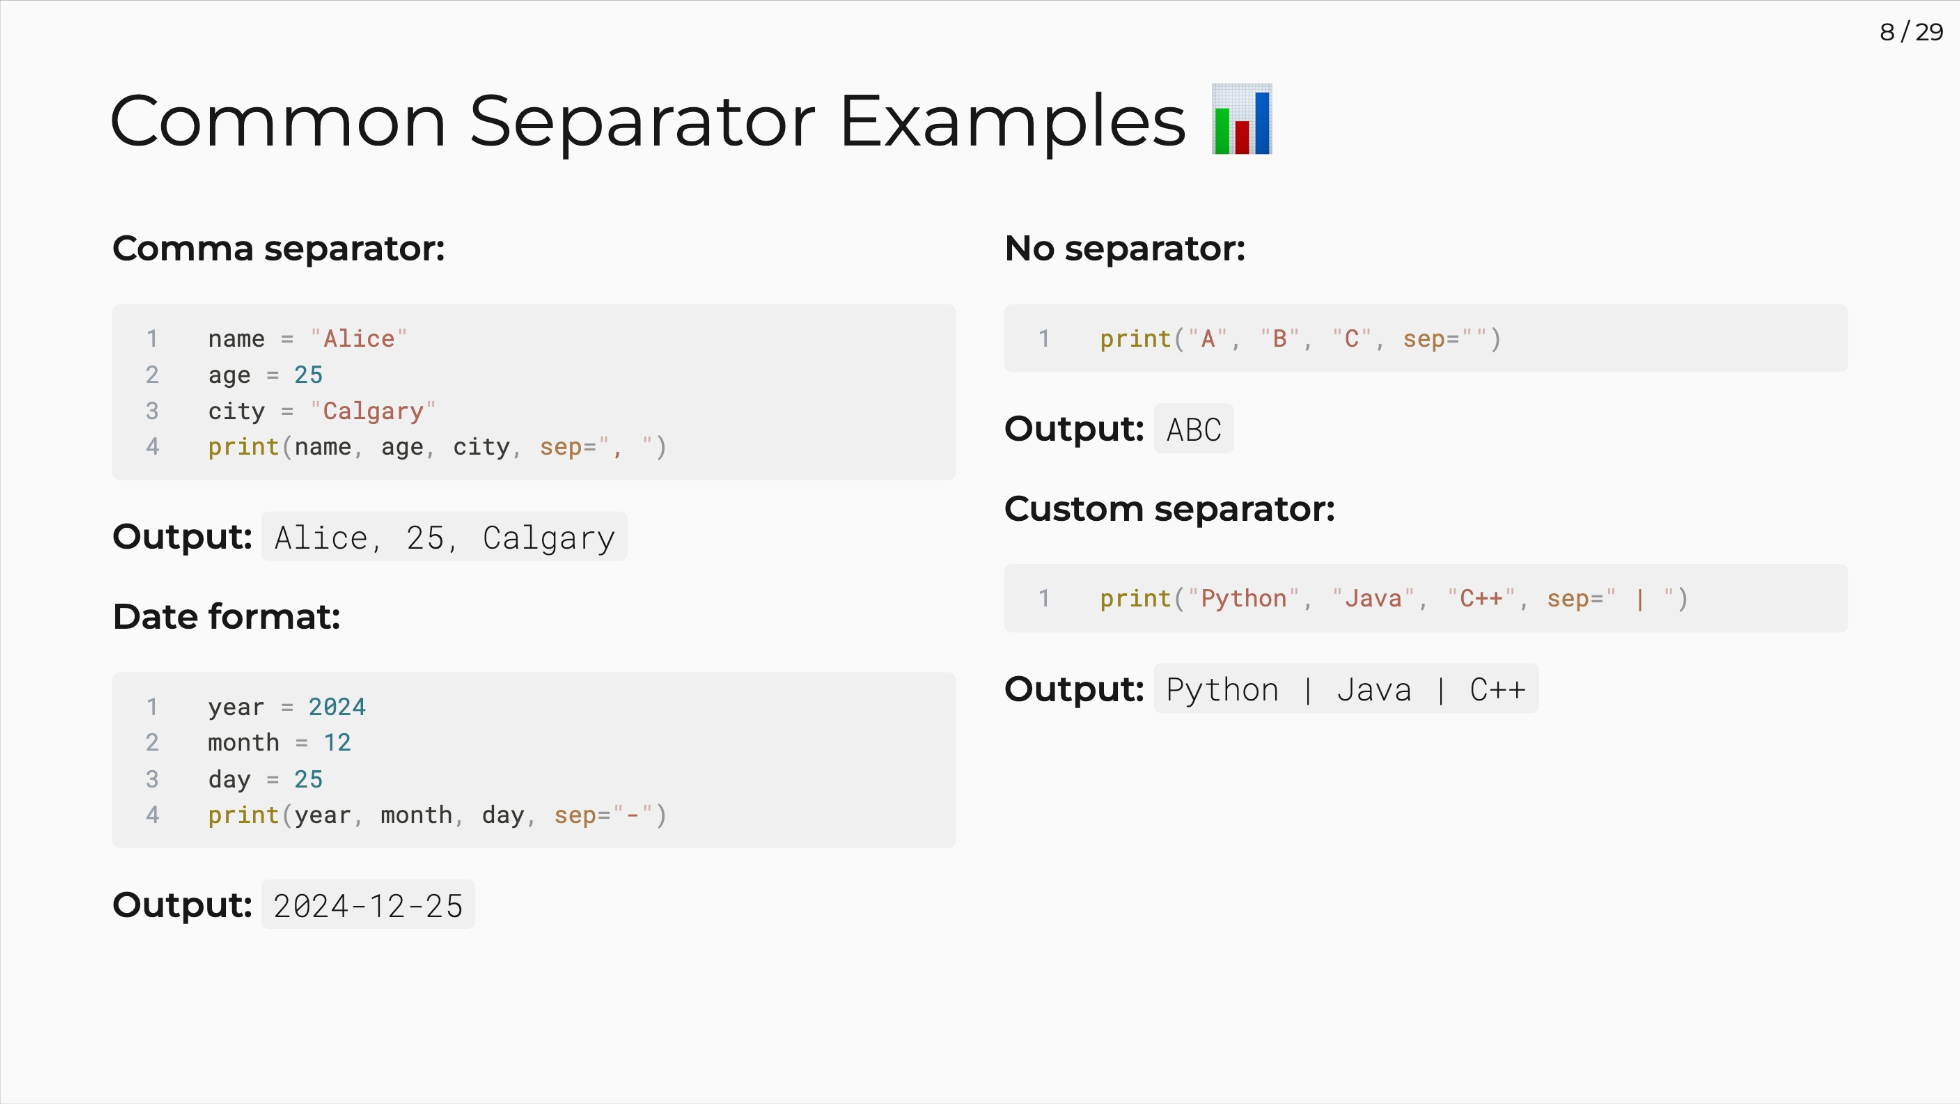 8 / 29
Common Separator Examples 📊
Comma separator:
1 name = "Alice"
2 age = 25
3 city = "Calgary"
4 print(name, age, city, sep=", ")
Output: Alice, 25, Calgary
Date format:
1 year = 2024
2 month = 12
3 day = 25
4 print(year, month, day, sep="-")
Output: 2024-12-25
No separator:
1 print("A", "B", "C", sep="")
Output: ABC
Custom separator:
1 print("Python", "Java", "C++", sep=" | ")
Output: Python | Java | C++